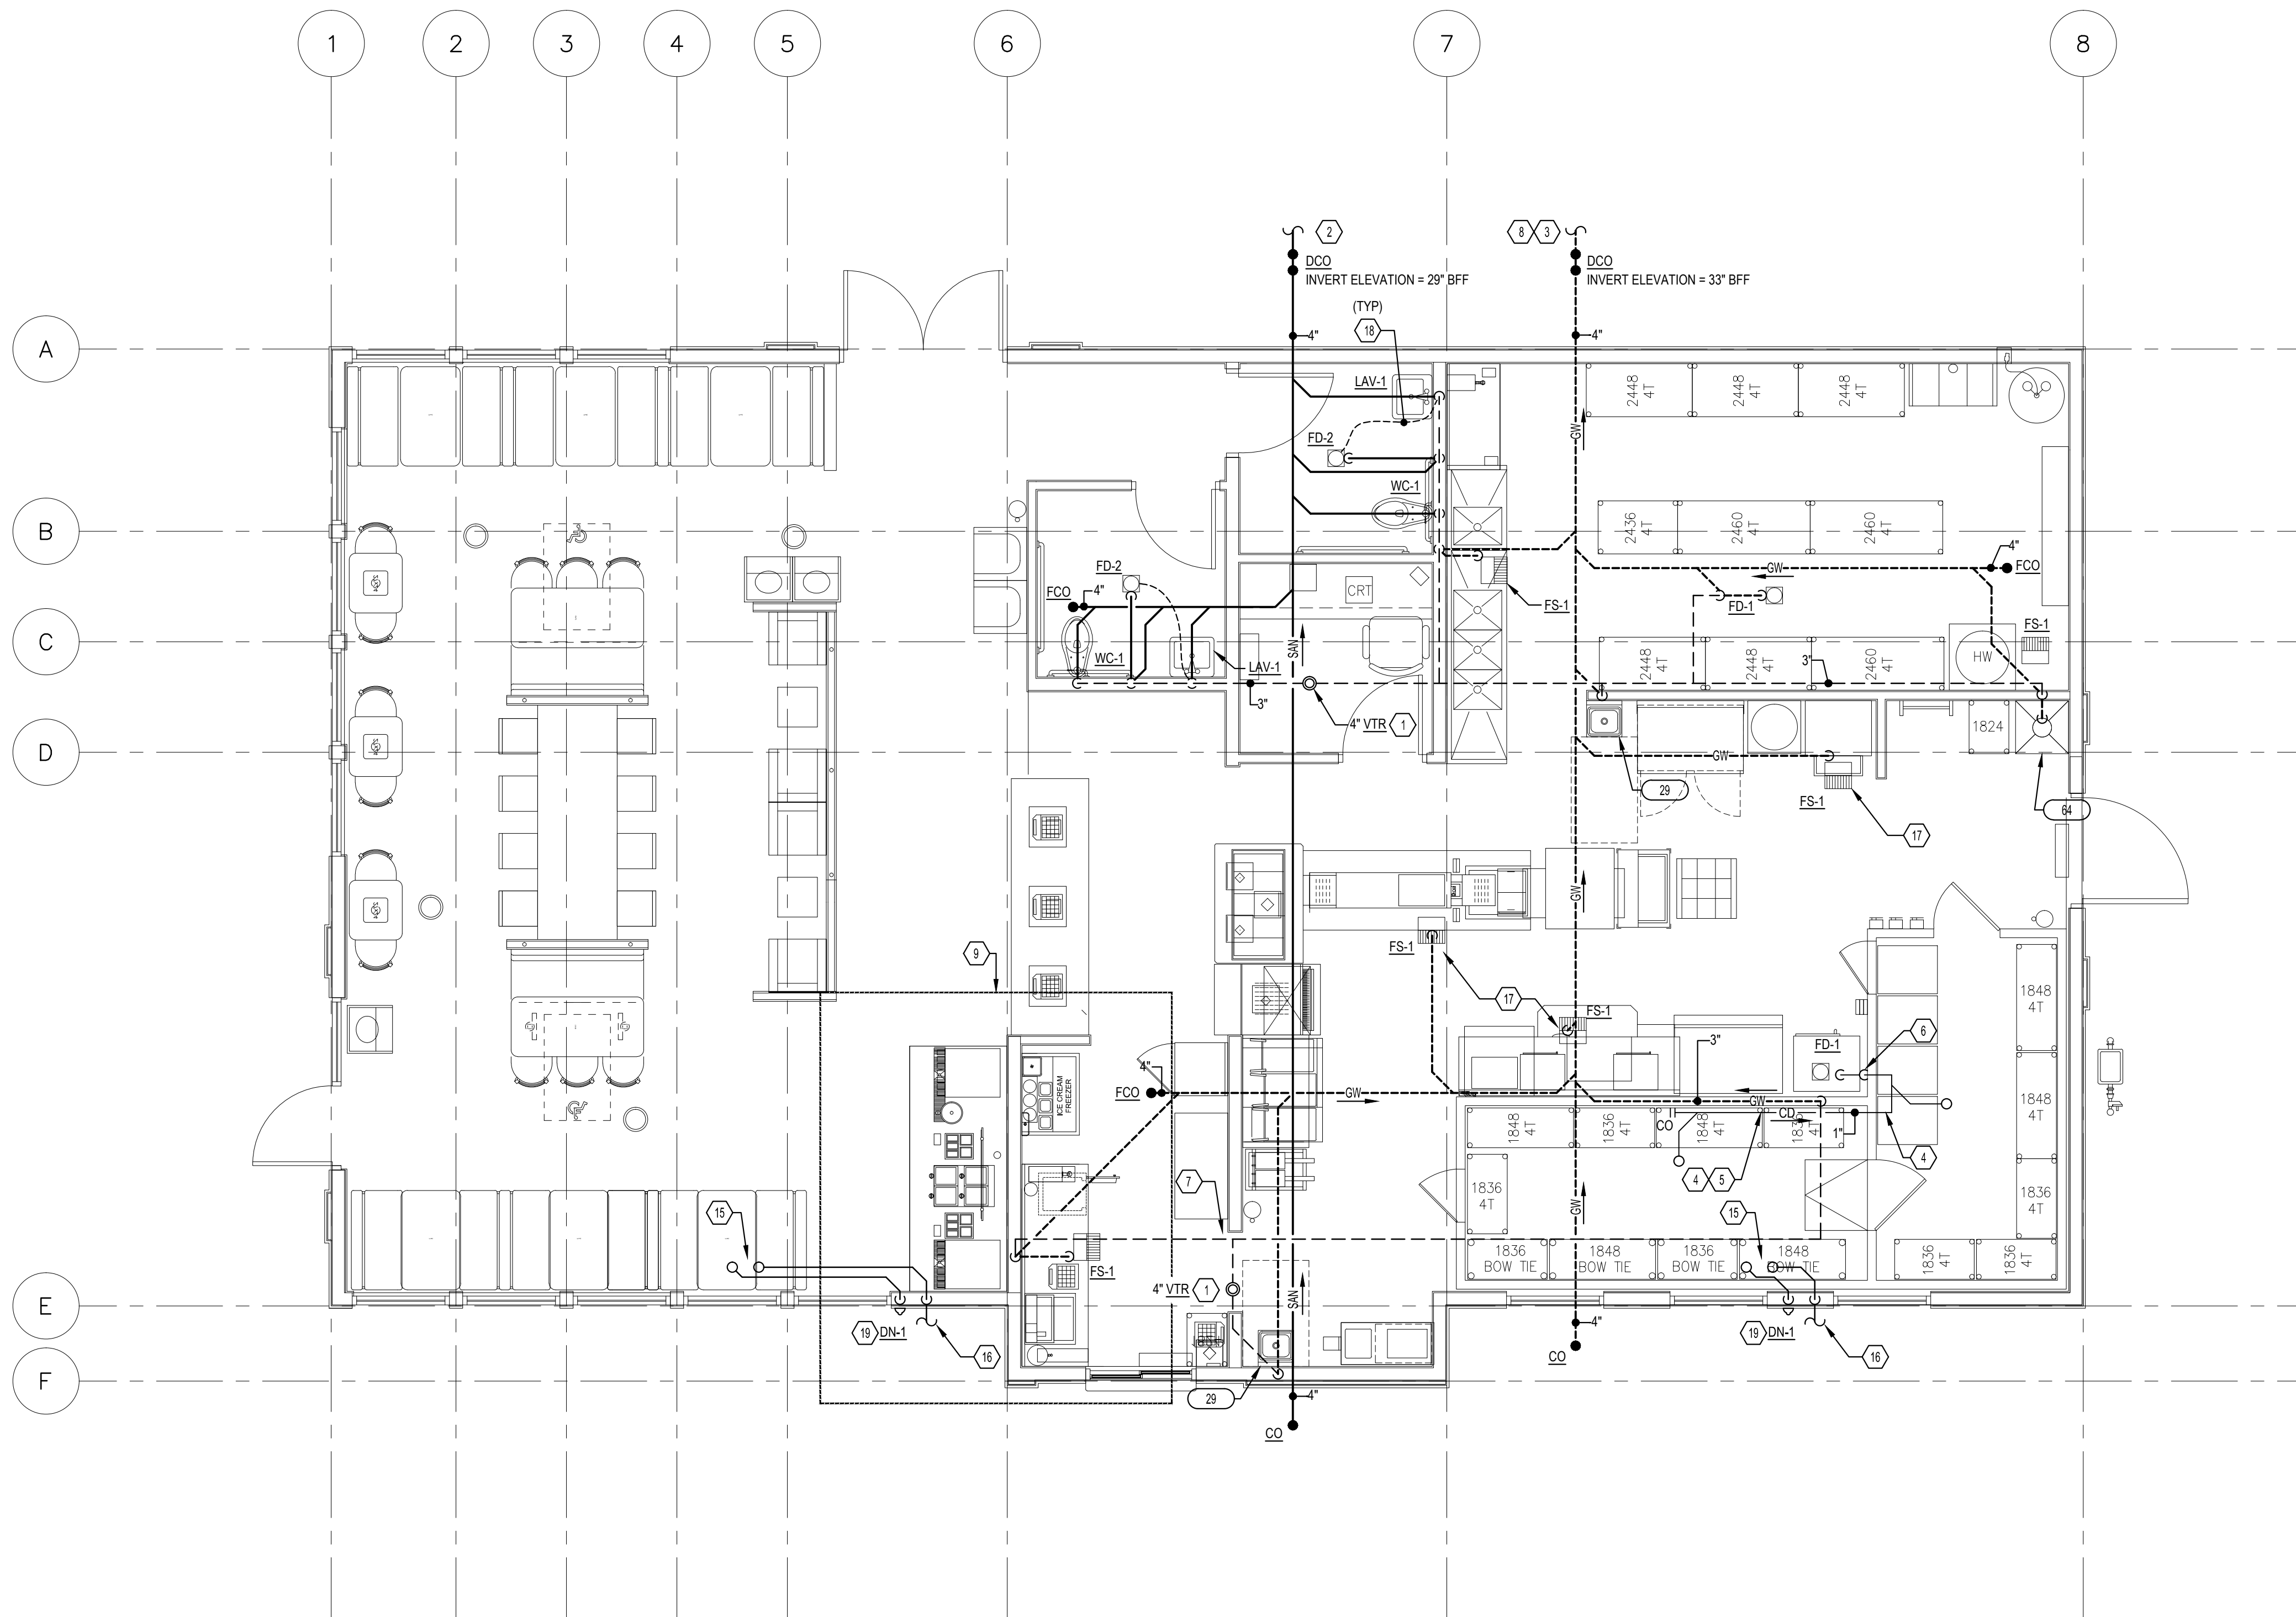 1 2 3 4 5 6 7 8
2
8 3
DCO
INVERT ELEVATION = 29" BFF
DCO
INVERT ELEVATION = 33" BFF
(TYP)
18
4"
4"
A
LAV-1
2448
4T
2448
4T
2448
4T
GW
FD-2
WC-1
B
2436
4T
2460
4T
2460
4T
4"
FCO
GW
FD-2
FCO
4"
CRT
FS-1
FD-1
C
SAN
FS-1
WC-1
LAV-1
2448
4T
2448
4T
2460
4T
3"
HW
3"
4" VTR 1
1824
D
GW
29
FS-1
64
17
GW
FS-1
9
17
FS-1
1848
4T
6
3"
FD-1
4"
FCO
ICE CREAM
FREEZER
GW
GW
1848
4T
1848
4T
1836
4T
CO
1848
4T
CD
1"
4
4 5
7
1836
4T
1836
4T
15
GW
15
1836
BOW TIE
1848
BOW TIE
1836
BOW TIE
1848
BOW TIE
1836
4T
1836
4T
FS-1
4" VTR 1
SAN
E
19 DN-1
16
4"
CO
19 DN-1
16
F
29
4"
CO